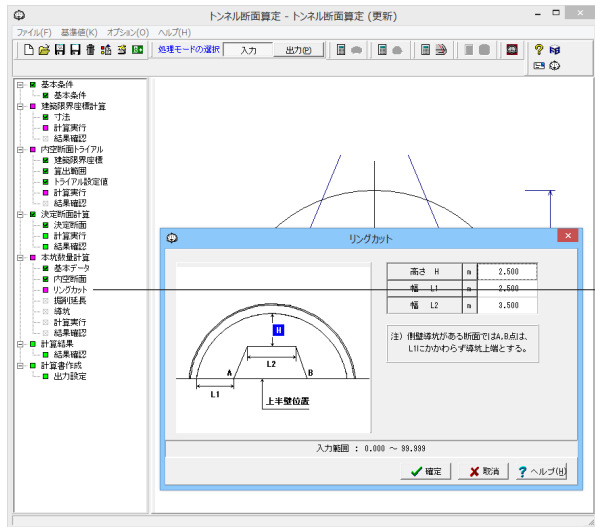 トンネル断面算定 - トンネル断面算定 (更新)
ファイル(F) 基準値(K) オプション(O) ヘルプ(H)
処理モードの選択 入力 出力(P)
基本条件
基本条件
建築限界座標計算
寸法
計算実行
結果確認
内空断面トライアル
建築限界座標
算出範囲
トライアル設定値
計算実行
結果確認
決定断面計算
決定断面
計算実行
結果確認
本坑数量計算
基本データ
内空断面
リングカット
掘削延長
導坑
計算実行
結果確認
計算結果
結果確認
計算書作成
出力設定
リングカット
H
L2
A
B
L1
上半壁位置
高さ H m 2.500
幅 L1 m 2.500
幅 L2 m 3.500
注) 側壁導坑がある断面ではA,B点は、
L1にかかわらず導坑上端とする。
入力範囲 : 0.000 ～ 99.999
確定 取消 ヘルプ(H)